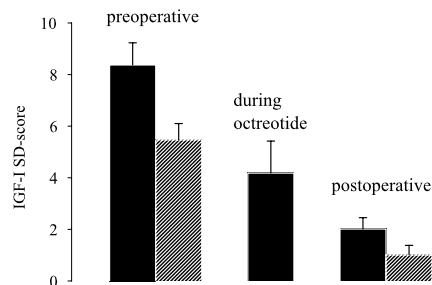 preoperative
during
octreotide
postoperative
IGF-I SD-score
10
8
6
4
2
0